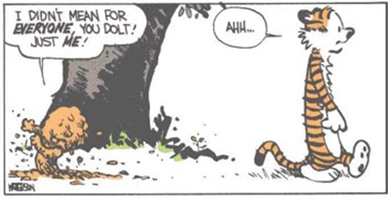 I DIDN'T MEAN FOR
EVERYONE, YOU DOLT!
JUST ME!
AHH...
WATTERSON